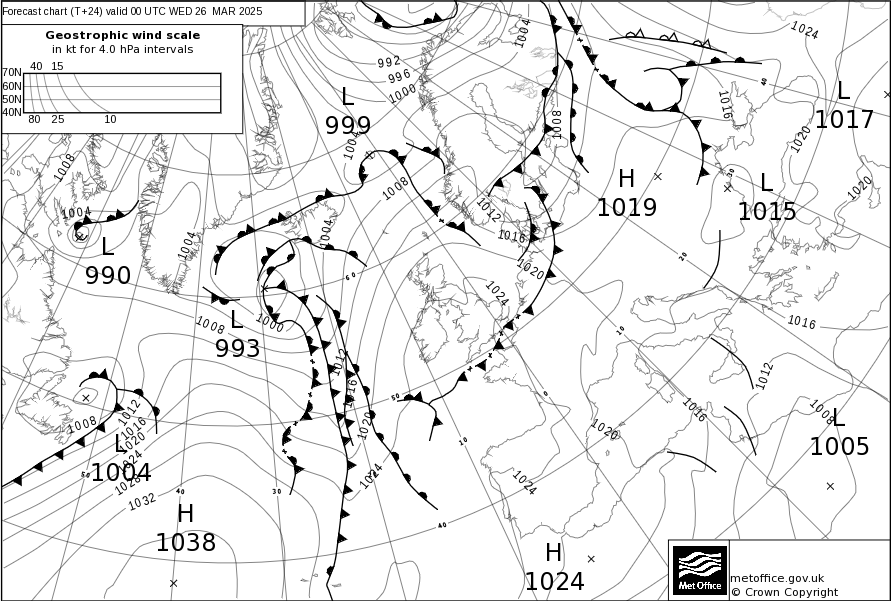 Forecast chart (T+24) valid 00 UTC WED 26 MAR 2025
Geostrophic wind scale
in kt for 4.0 hPa intervals
40 15
70N
60N
50N
40N
80 25 10
992
996
1000
1004
1024
L
999
1004
1008
1008
1016
40
L
1017
1020
1008
1004
1004
1004
H
1019
30
L
1015
1020
1012
1016
1020
20
L
990
60
1024
1008
L
993
1000
1012
1016
10
1016
1012
1008
1012
1016
1020
1024
1028
1032
L
1004
50
1016
1020
1024
50
10
0
1020
1016
1008
L
1005
40
30
40
1024
H
1038
H
1024
Met Office
metoffice.gov.uk
© Crown Copyright